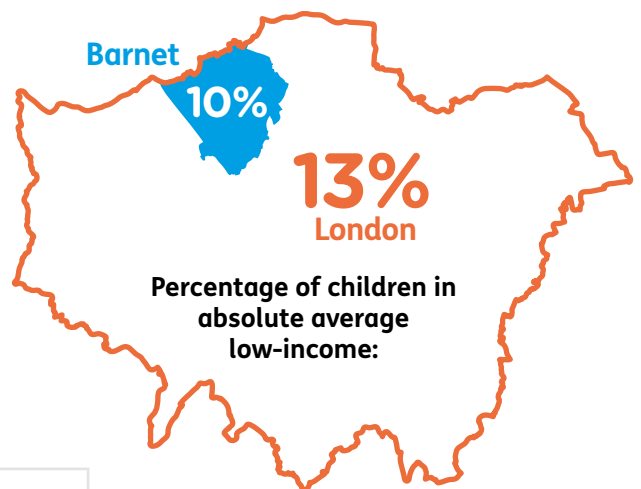 Barnet
10%
13%
London
Percentage of children in
absolute average
low-income: